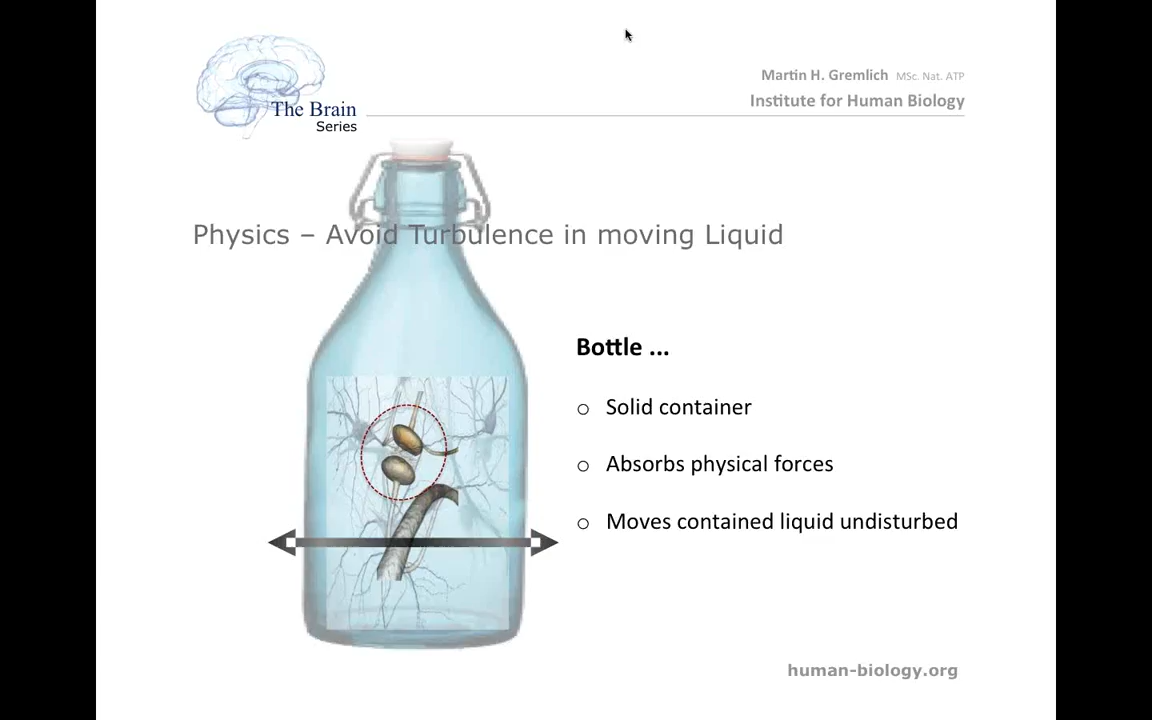 The Brain
Series
Martin H. Gremlich MSc. Nat. ATP
Institute for Human Biology
Physics – Avoid Turbulence in moving Liquid
Bottle ...
o Solid container
o Absorbs physical forces
o Moves contained liquid undisturbed
human-biology.org